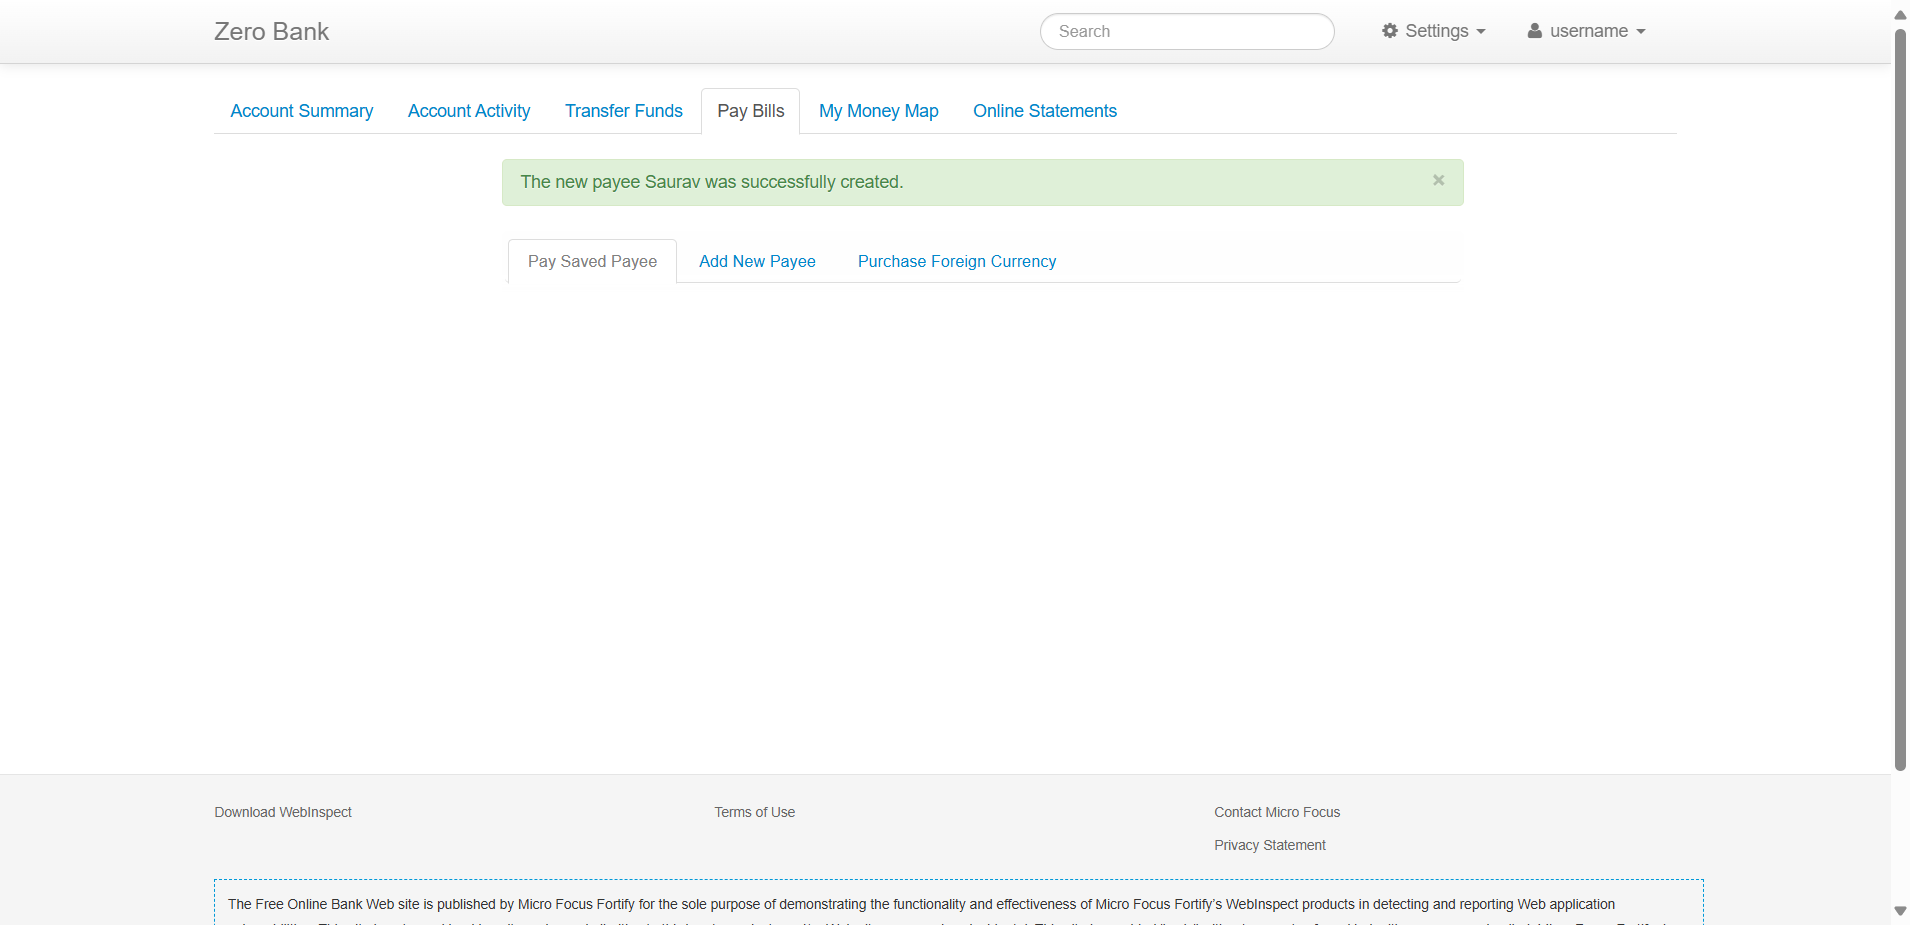 Zero Bank
Search
Settings
username
Account Summary
Account Activity
Transfer Funds
Pay Bills
My Money Map
Online Statements
The new payee Saurav was successfully created.
×
Pay Saved Payee
Add New Payee
Purchase Foreign Currency
Download WebInspect
Terms of Use
Contact Micro Focus
Privacy Statement
The Free Online Bank Web site is published by Micro Focus Fortify for the sole purpose of demonstrating the functionality and effectiveness of Micro Focus Fortify’s WebInspect products in detecting and reporting Web application